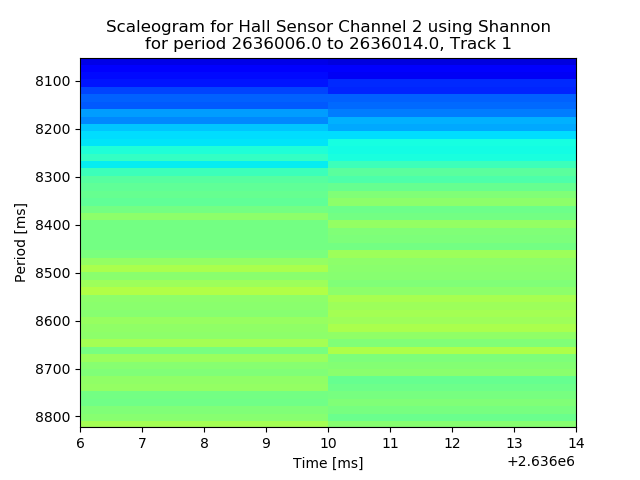 Scaleogram for Hall Sensor Channel 2 using Shannon
for period 2636006.0 to 2636014.0, Track 1
8100
8200
8300
8400
8500
8600
8700
8800
Period [ms]
6 7 8 9 10 11 12 13 14
Time [ms]
+2.636e6